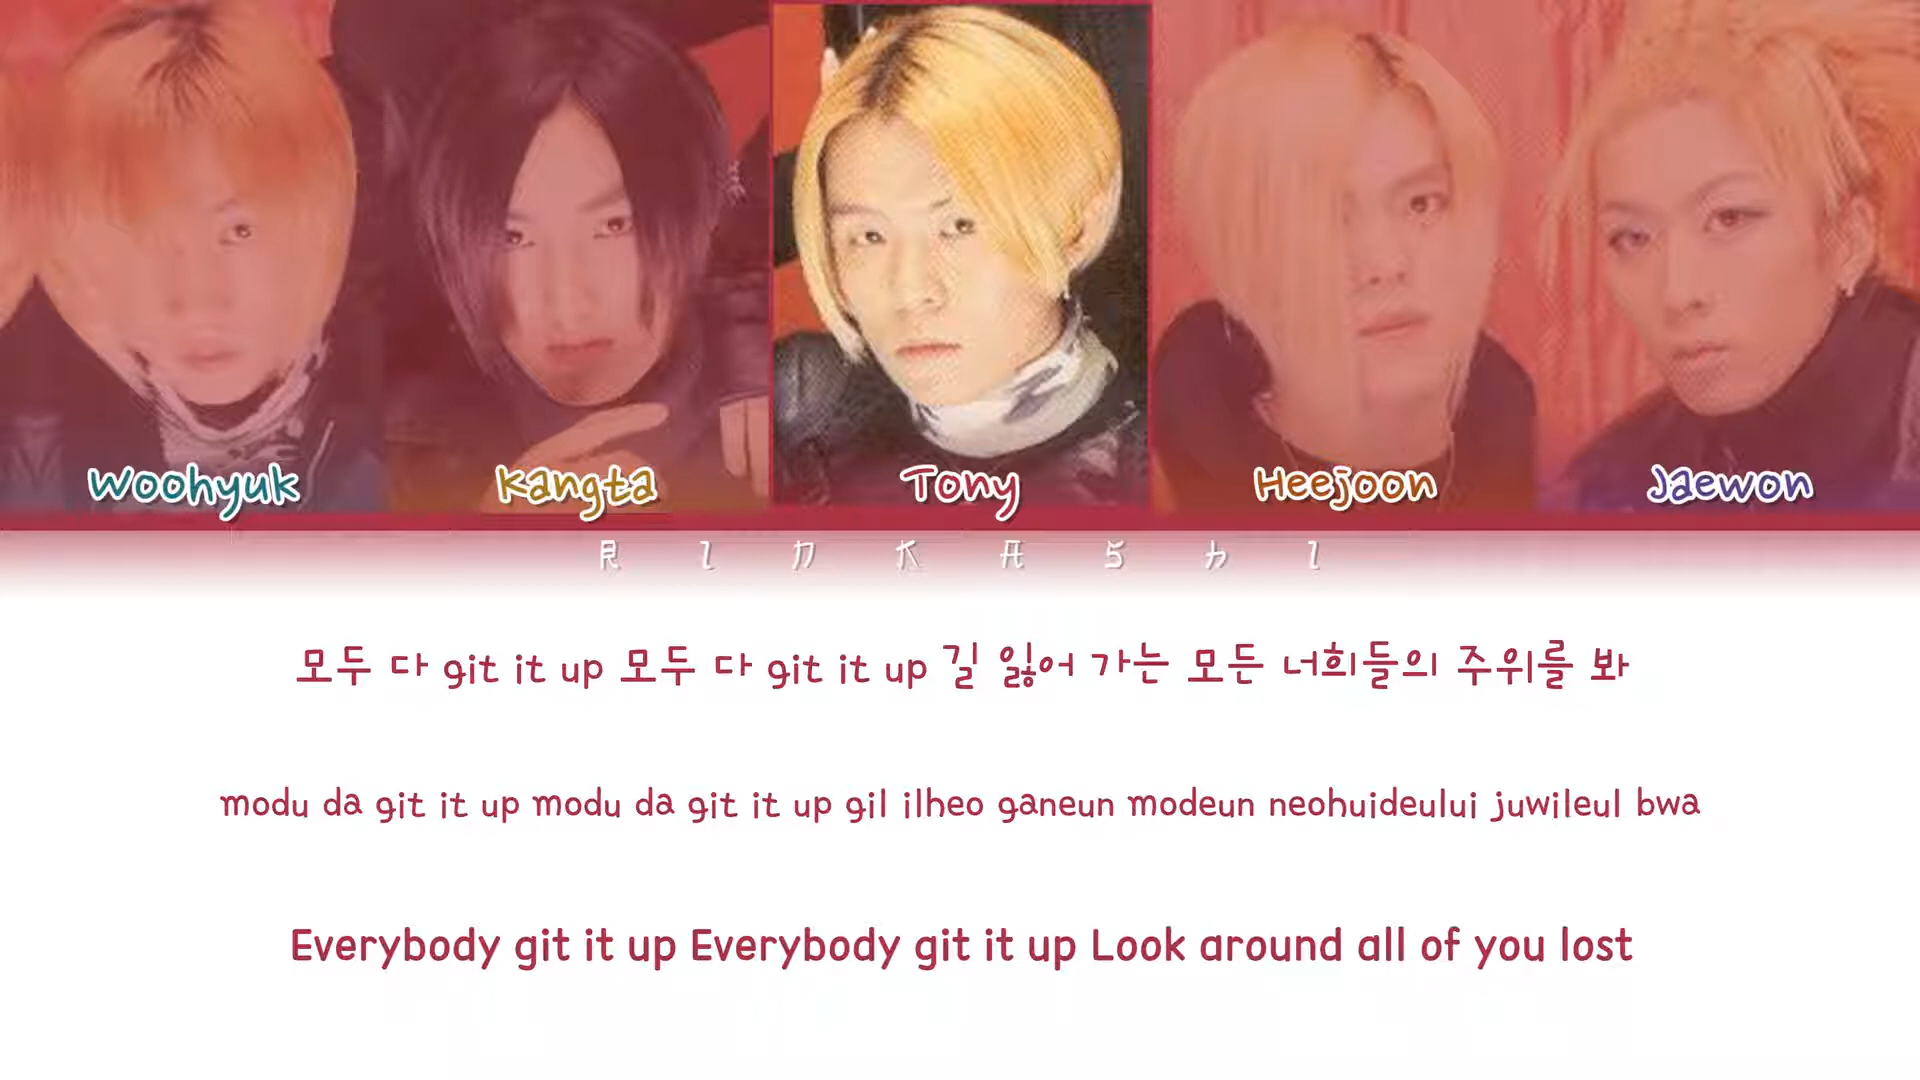 Woohyuk Kangta Tony Heejoon Jaewon
RINKASHI
모두 다 git it up 모두 다 git it up 길 잃어 가는 모든 너희들의 주위를 봐
modu da git it up modu da git it up gil ilheo ganeun modeun neohuideului juwileul bwa
Everybody git it up Everybody git it up Look around all of you lost